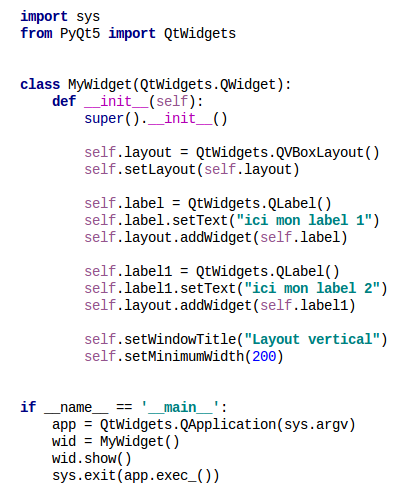 import sys
from PyQt5 import QtWidgets
class MyWidget(QtWidgets.QWidget):
def __init__(self):
super().__init__()
self.layout = QtWidgets.QVBoxLayout()
self.setLayout(self.layout)
self.label = QtWidgets.QLabel()
self.label.setText("ici mon label 1")
self.layout.addWidget(self.label)
self.label1 = QtWidgets.QLabel()
self.label1.setText("ici mon label 2")
self.layout.addWidget(self.label1)
self.setWindowTitle("Layout vertical")
self.setMinimumWidth(200)
if __name__ == '__main__':
app = QtWidgets.QApplication(sys.argv)
wid = MyWidget()
wid.show()
sys.exit(app.exec_())